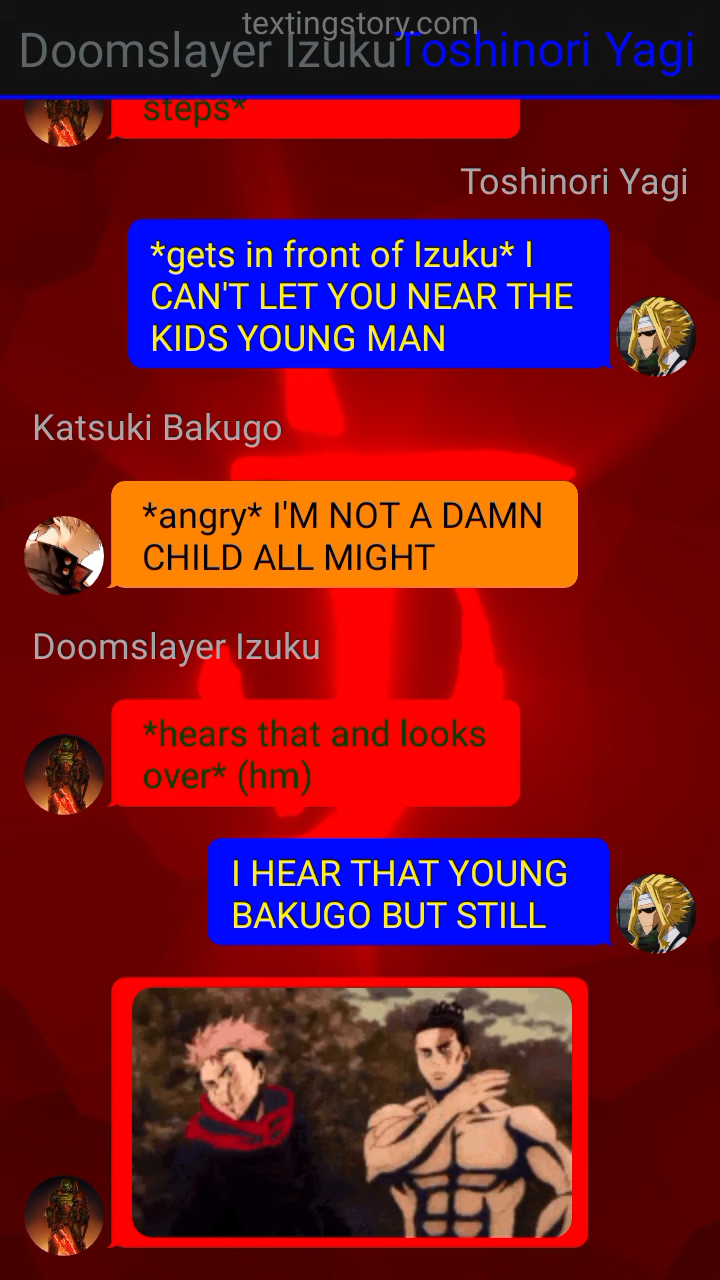 textingstory.com
Doomslayer Izuku
Toshinori Yagi
steps*
Toshinori Yagi
*gets in front of Izuku* I
CAN'T LET YOU NEAR THE
KIDS YOUNG MAN
Katsuki Bakugo
*angry* I'M NOT A DAMN
CHILD ALL MIGHT
Doomslayer Izuku
*hears that and looks
over* (hm)
I HEAR THAT YOUNG
BAKUGO BUT STILL